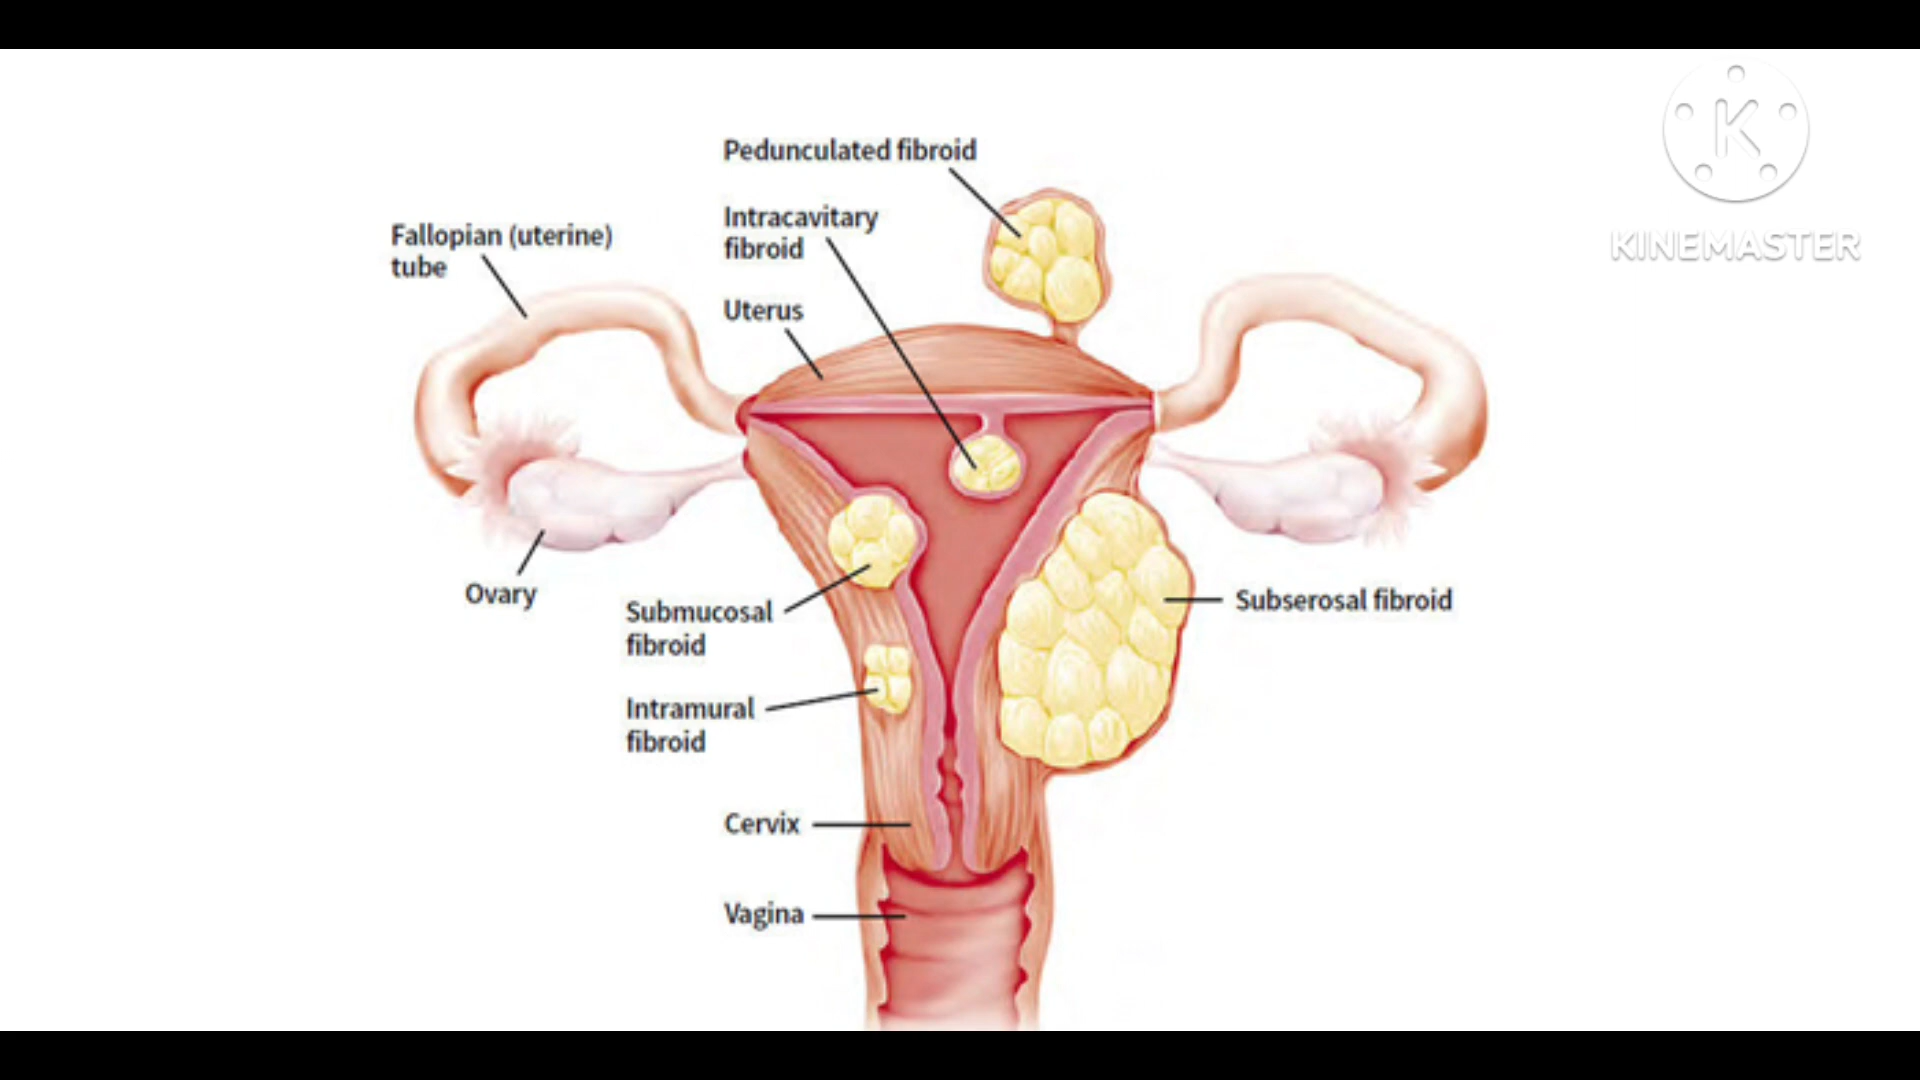 Pedunculated fibroid
Intracavitary
fibroid
Fallopian (uterine)
tube
Uterus
Ovary
Submucosal
fibroid
Subserosal fibroid
Intramural
fibroid
Cervix
Vagina
K
KINEMASTER